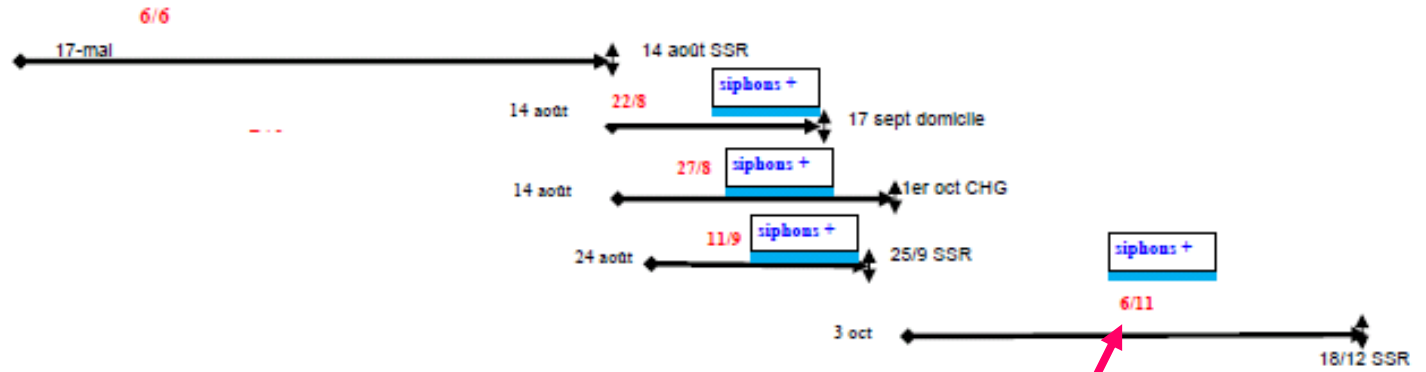 6/6
17-mai
14 août SSR
siphons +
14 août
22/8
17 sept domicile
siphons +
27/8
14 août
1er oct CHG
siphons +
11/9
24 août
25/9 SSR
siphons +
6/11
3 oct
18/12 SSR